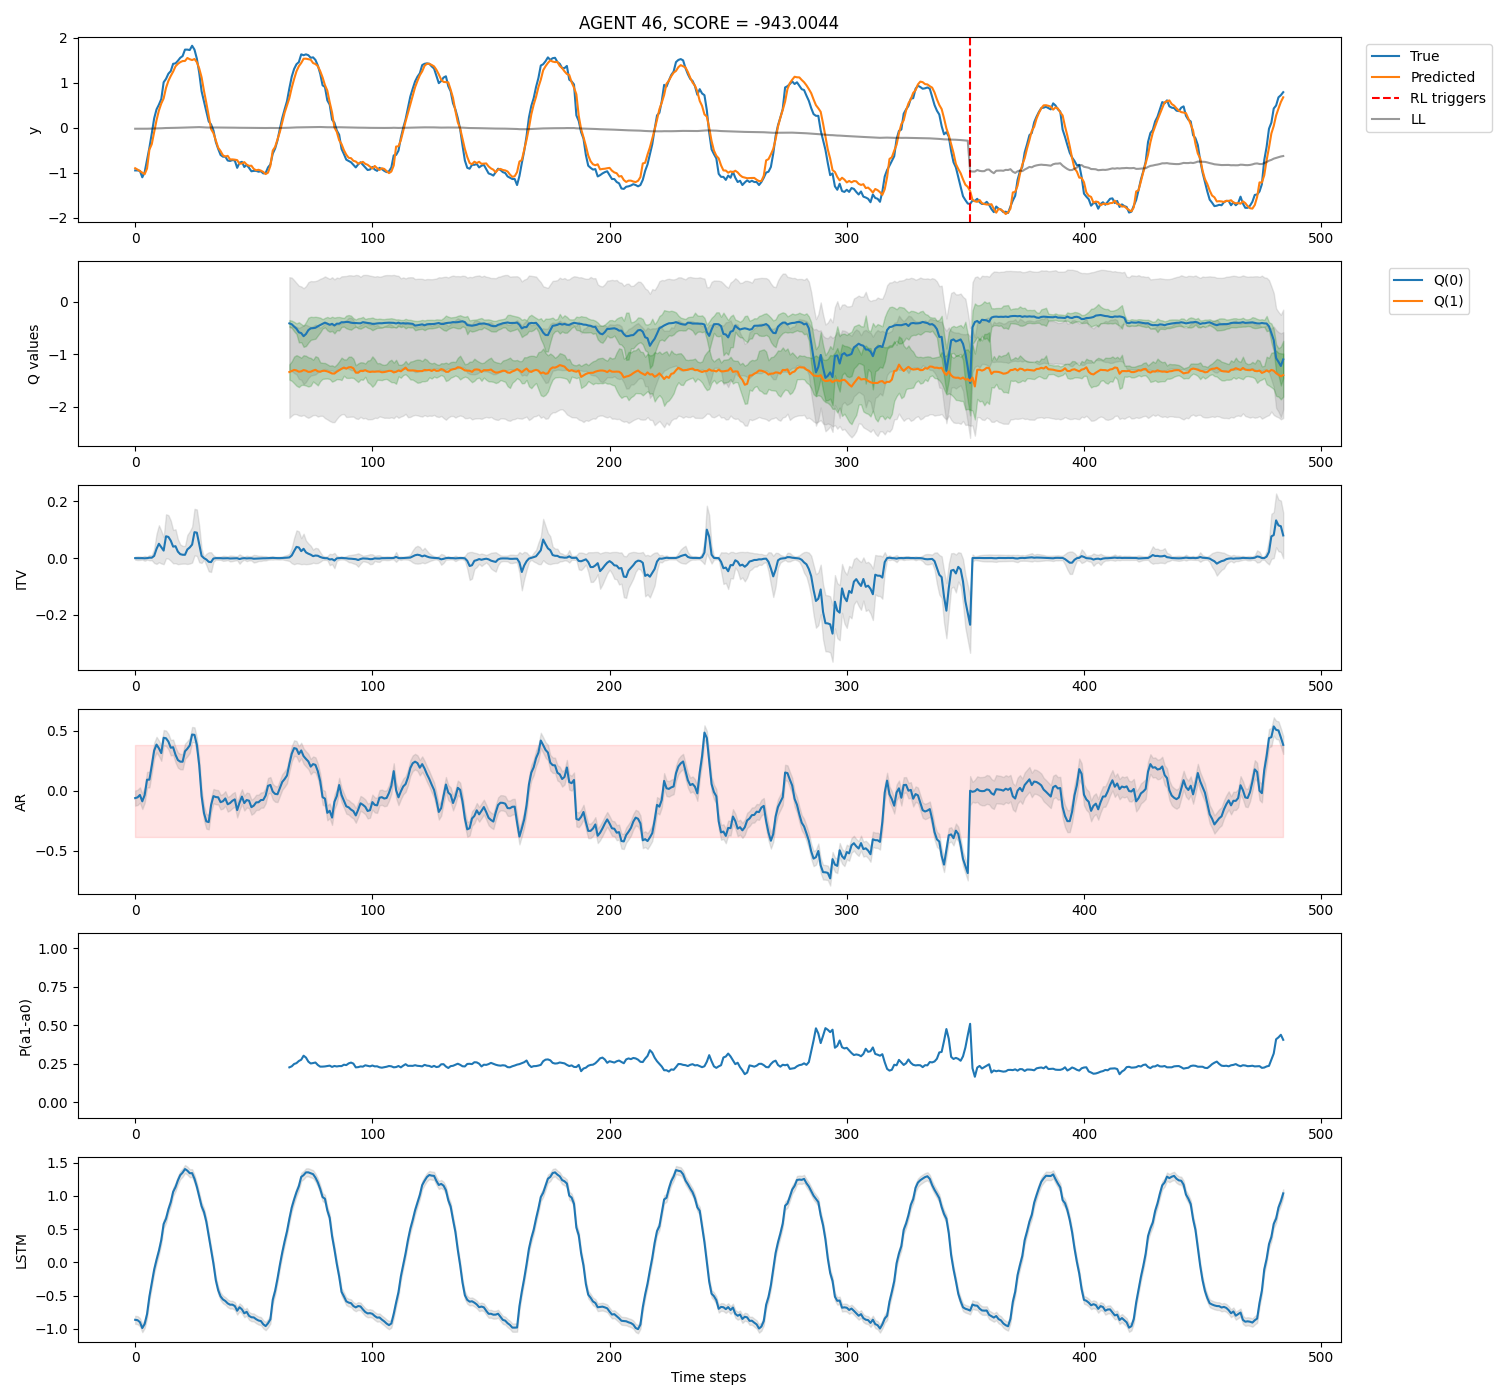 AGENT 46, SCORE = -943.0044
y
2
1
0
−1
−2
0 100 200 300 400 500
True
Predicted
RL triggers
LL
Q values
0
−1
−2
0 100 200 300 400 500
Q(0)
Q(1)
ITV
0.2
0.0
−0.2
0 100 200 300 400 500
AR
0.5
0.0
−0.5
0 100 200 300 400 500
P(a1-a0)
1.00
0.75
0.50
0.25
0.00
0 100 200 300 400 500
LSTM
1.5
1.0
0.5
0.0
−0.5
−1.0
0 100 200 300 400 500
Time steps